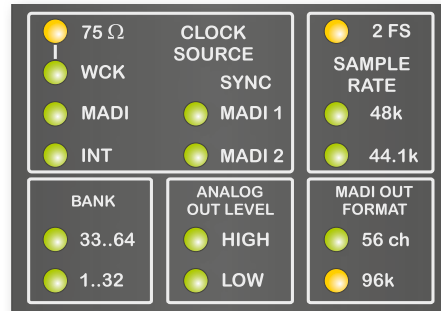 75 Ω
CLOCK
SOURCE
WCK
SYNC
MADI
MADI 1
INT
MADI 2
2 FS
SAMPLE
RATE
48k
44.1k
BANK
33..64
1..32
ANALOG
OUT LEVEL
HIGH
LOW
MADI OUT
FORMAT
56 ch
96k